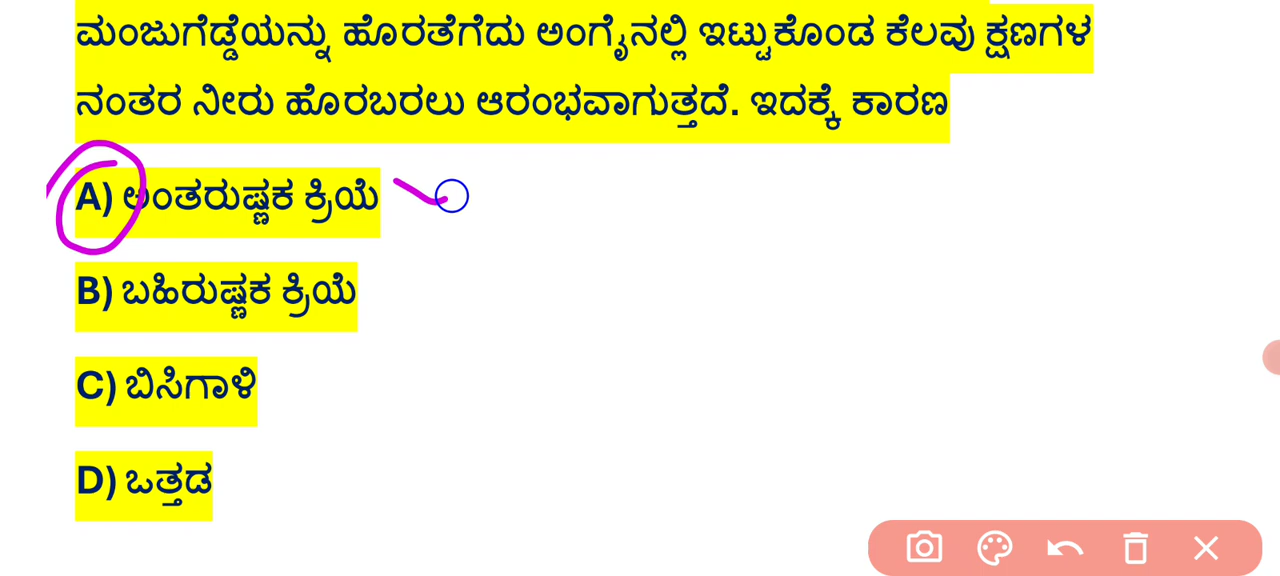 ಮಂಜುಗೆಡ್ಡೆಯನ್ನು ಹೊರತೆಗೆದು ಅಂಗೈನಲ್ಲಿ ಇಟ್ಟುಕೊಂಡ ಕೆಲವು ಕ್ಷಣಗಳ
ನಂತರ ನೀರು ಹೊರಬರಲು ಆರಂಭವಾಗುತ್ತದೆ. ಇದಕ್ಕೆ ಕಾರಣ
A) ಅಂತರುಷ್ಣಕ ಕ್ರಿಯೆ
B) ಬಹಿರುಷ್ಣಕ ಕ್ರಿಯೆ
C) ಬಿಸಿಗಾಳಿ
D) ಒತ್ತಡ